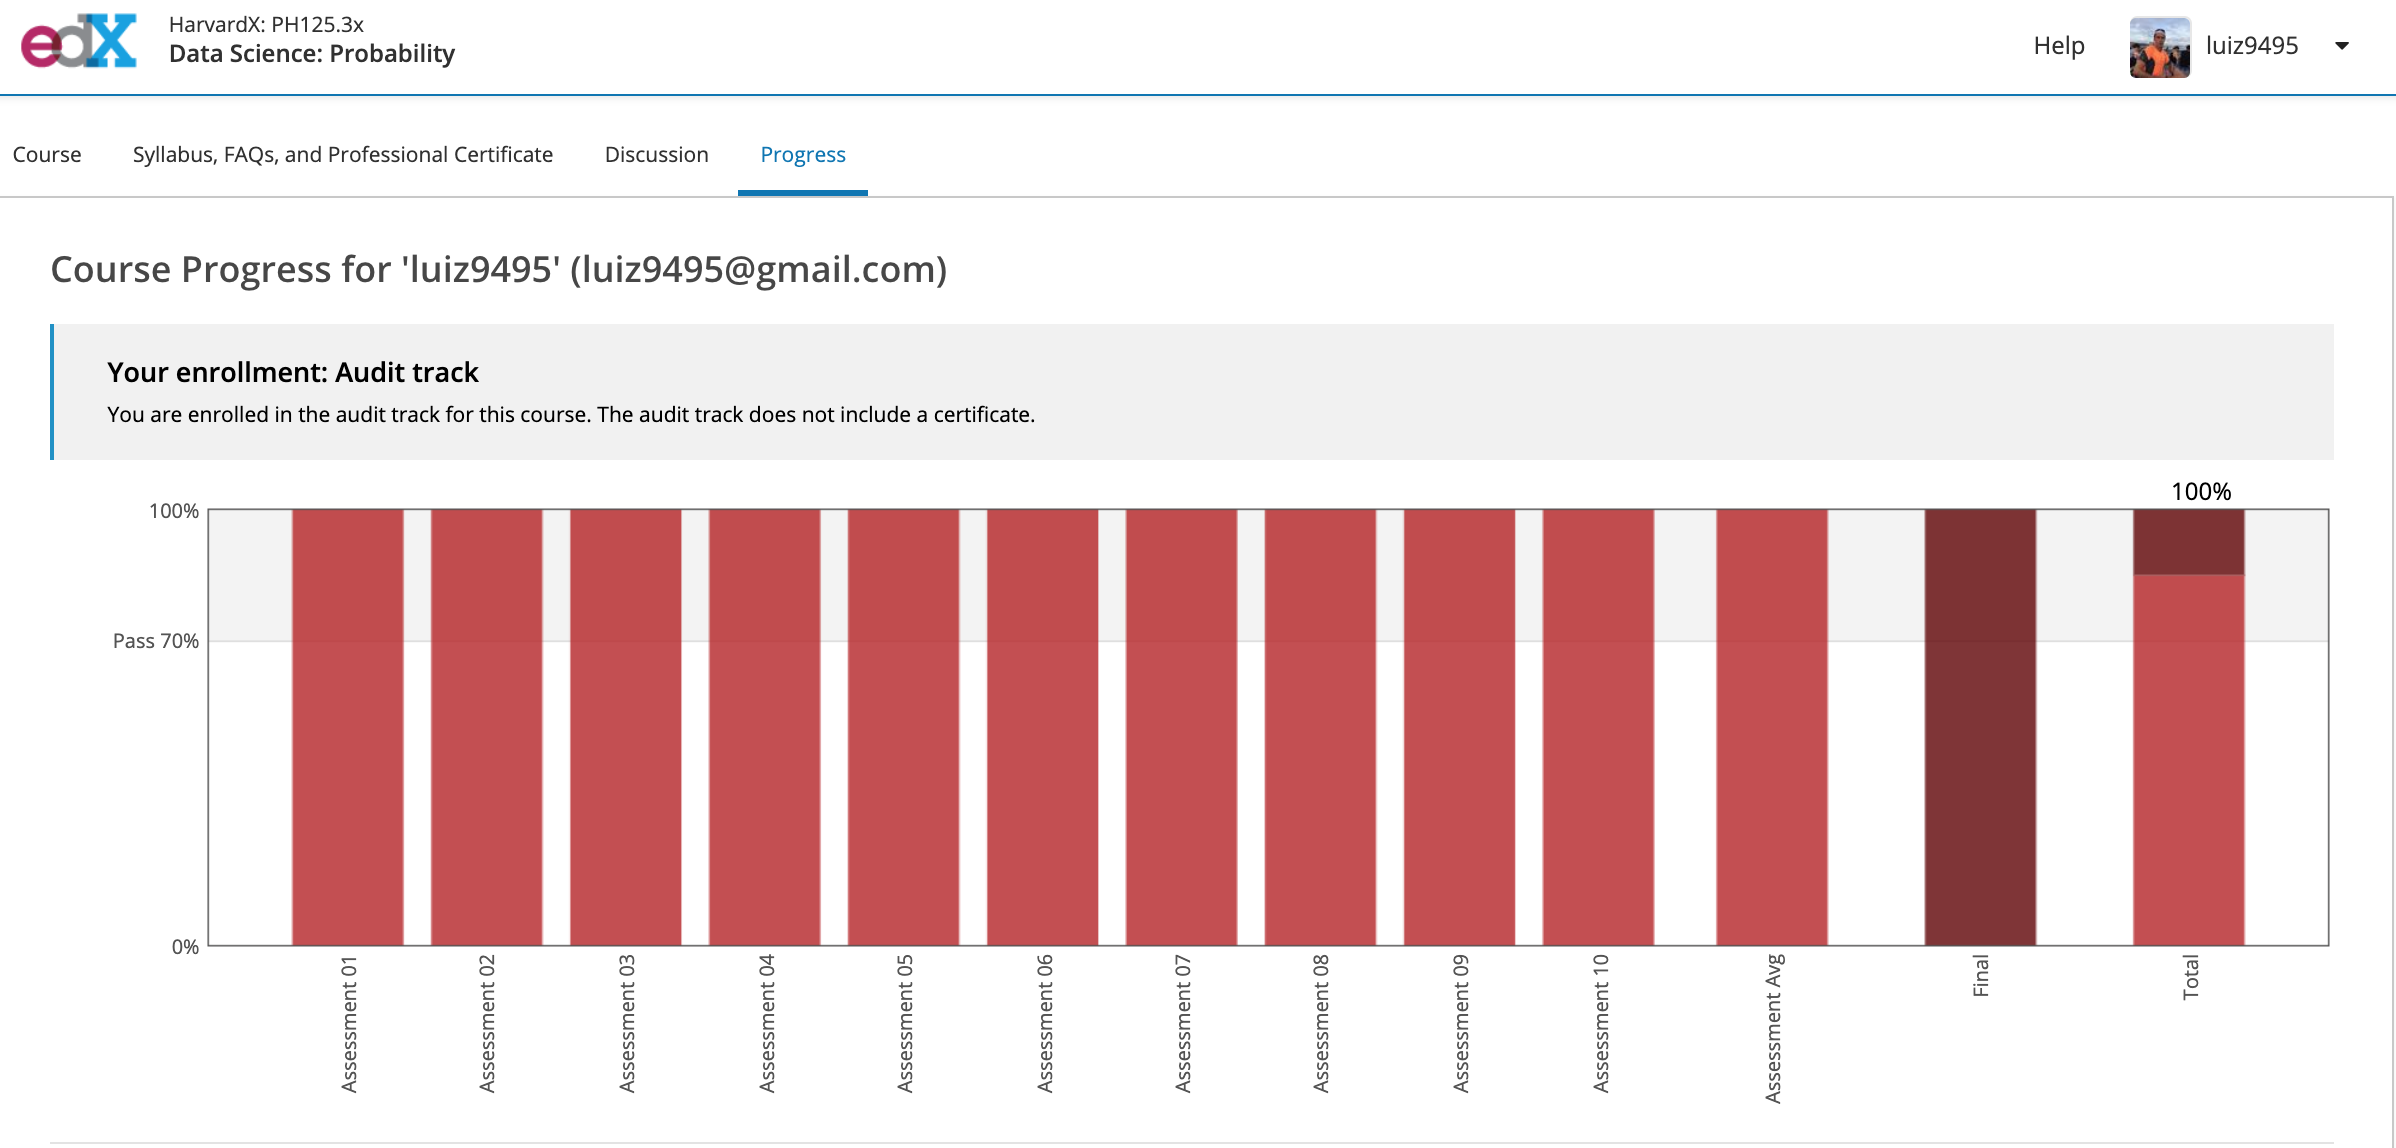 edX
HarvardX: PH125.3x
Data Science: Probability
Help
luiz9495
Course
Syllabus, FAQs, and Professional Certificate
Discussion
Progress
Course Progress for 'luiz9495' (luiz9495@gmail.com)
Your enrollment: Audit track
You are enrolled in the audit track for this course. The audit track does not include a certificate.
100%
100%
Pass 70%
0%
Assessment 01
Assessment 02
Assessment 03
Assessment 04
Assessment 05
Assessment 06
Assessment 07
Assessment 08
Assessment 09
Assessment 10
Assessment Avg
Final
Total